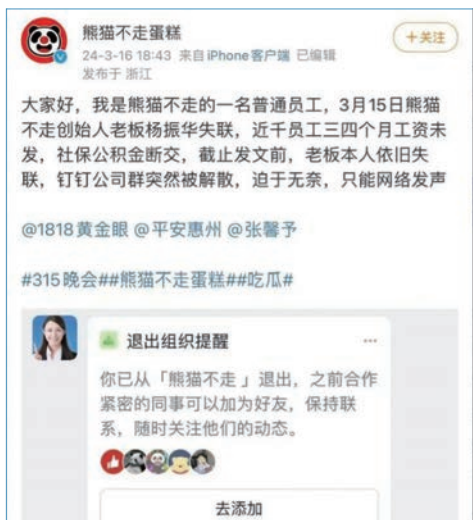 熊猫不走蛋糕
+关注
24-3-16 18:43 来自 iPhone客户端 已编辑
发布于 浙江
大家好，我是熊猫不走的一名普通员工，3月15日熊猫
不走创始人老板杨振华失联，近千员工三四个月工资未
发，社保公积金断交，截止发文前，老板本人依旧失
联，钉钉公司群突然被解散，迫于无奈，只能网络发声
@1818黄金眼 @平安惠州 @张馨予
#315晚会##熊猫不走蛋糕##吃瓜#
退出组织提醒
你已从「熊猫不走」退出，之前合作
紧密的同事可以加为好友，保持联
系，随时关注他们的动态。
去添加